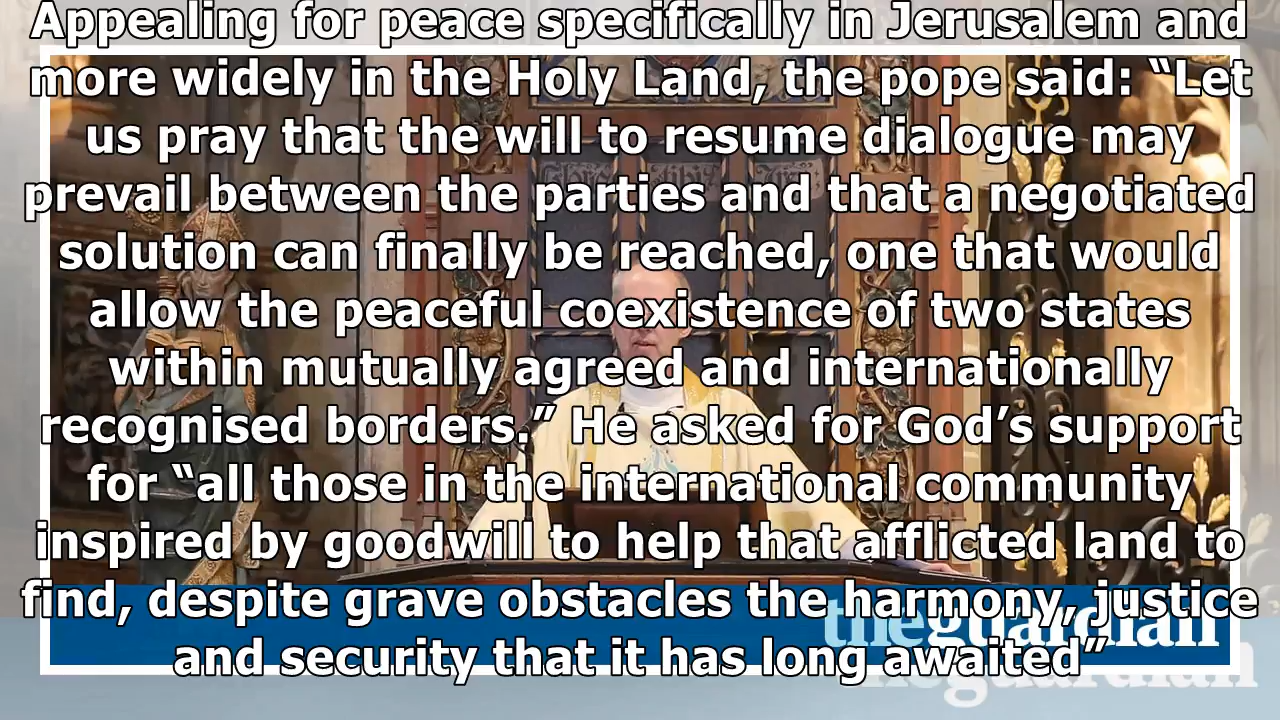 Appealing for peace specifically in Jerusalem and
more widely in the Holy Land, the pope said: “Let
us pray that the will to resume dialogue may
prevail between the parties and that a negotiated
solution can finally be reached, one that would
allow the peaceful coexistence of two states
within mutually agreed and internationally
recognised borders.” He asked for God’s support
for “all those in the international community
inspired by goodwill to help that afflicted land to
find, despite grave obstacles the harmony, justice
and security that it has long awaited”
theguardian
theguardian